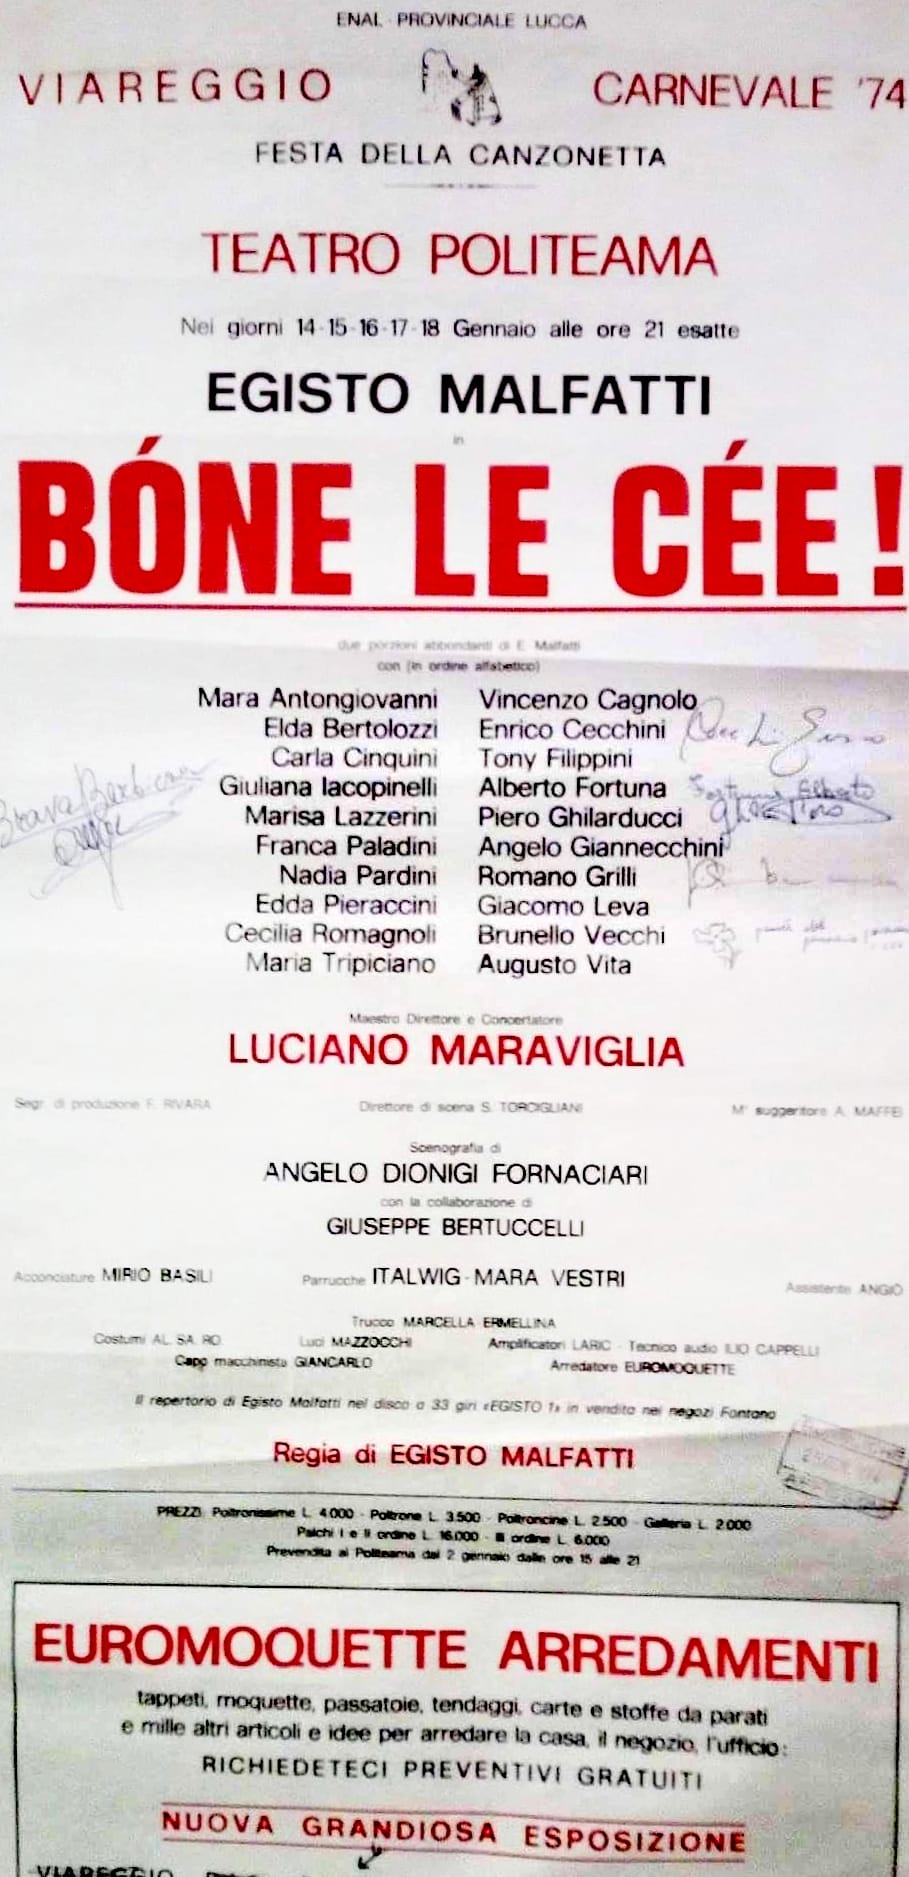 ENAL - PROVINCIALE LUCCA
VIAREGGIO CARNEVALE '74
FESTA DELLA CANZONETTA
TEATRO POLITEAMA
Nei giorni 14-15-16-17-18 Gennaio alle ore 21 esatte
EGISTO MALFATTI
in
BÓNE LE CÉE!
due porzioni abbondanti di E. Malfatti
con (in ordine alfabetico)
Mara Antongiovanni Vincenzo Cagnolo
Elda Bertolozzi Enrico Cecchini
Carla Cinquini Tony Filippini
Giuliana Iacopinelli Alberto Fortuna
Marisa Lazzerini Piero Ghilarducci
Franca Paladini Angelo Giannecchini
Nadia Pardini Romano Grilli
Edda Pieraccini Giacomo Leva
Cecilia Romagnoli Brunello Vecchi
Maria Tripiciano Augusto Vita
Fortuna Alberto
Maestro Direttore e Concertatore
LUCIANO MARAVIGLIA
Segr. di produzione F. RIVARA Direttore di scena S. TORCIGLIANI M° suggeritore A. MAFFEI
Scenografia di
ANGELO DIONIGI FORNACIARI
con la collaborazione di
GIUSEPPE BERTUCCELLI
Acconciature MIRIO BASILI Parrucche ITALWIG - MARA VESTRI Assistente ANGIÒ
Trucco MARCELLA ERMELLINA
Costumi AL. SA. RO. Luci MAZZOCCHI Amplificatori LARIC - Tecnico audio ILIO CAPPELLI
Capo macchinista GIANCARLO Arredatore EUROMOQUETTE
Il repertorio di Egisto Malfatti nel disco a 33 giri «EGISTO 1» in vendita nei negozi Fontana
Regia di EGISTO MALFATTI
PREZZI: Poltronissime L. 4.000 - Poltrone L. 3.500 - Poltroncine L. 2.500 - Galleria L. 2.000
Palchi I e II ordine L. 16.000 - III ordine L. 6.000
Prevendita al Politeama dal 2 gennaio dalle ore 15 alle 21
EUROMOQUETTE ARREDAMENTI
tappeti, moquette, passatoie, tendaggi, carte e stoffe da parati
e mille altri articoli e idee per arredare la casa, il negozio, l'ufficio:
RICHIEDETECI PREVENTIVI GRATUITI
NUOVA GRANDIOSA ESPOSIZIONE
VIAREGGIO